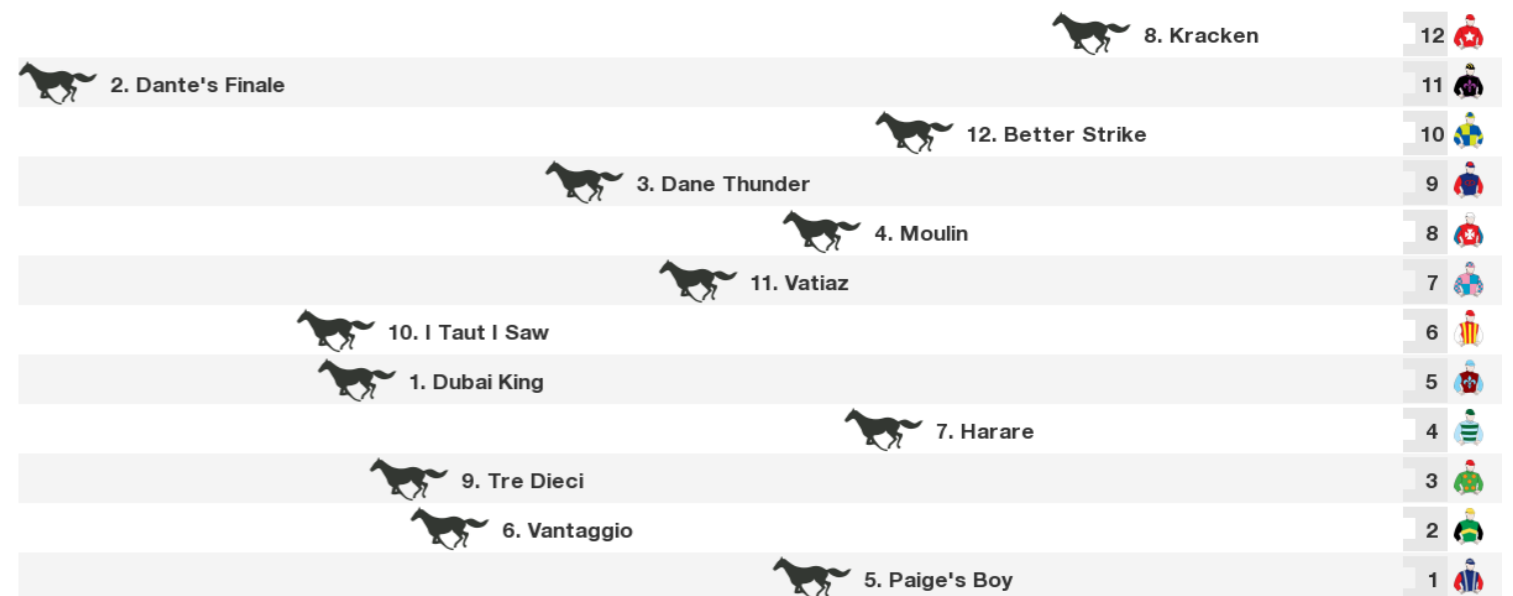 8. Kracken 12
2. Dante's Finale 11
12. Better Strike 10
3. Dane Thunder 9
4. Moulin 8
11. Vatiaz 7
10. I Taut I Saw 6
1. Dubai King 5
7. Harare 4
9. Tre Dieci 3
6. Vantaggio 2
5. Paige's Boy 1